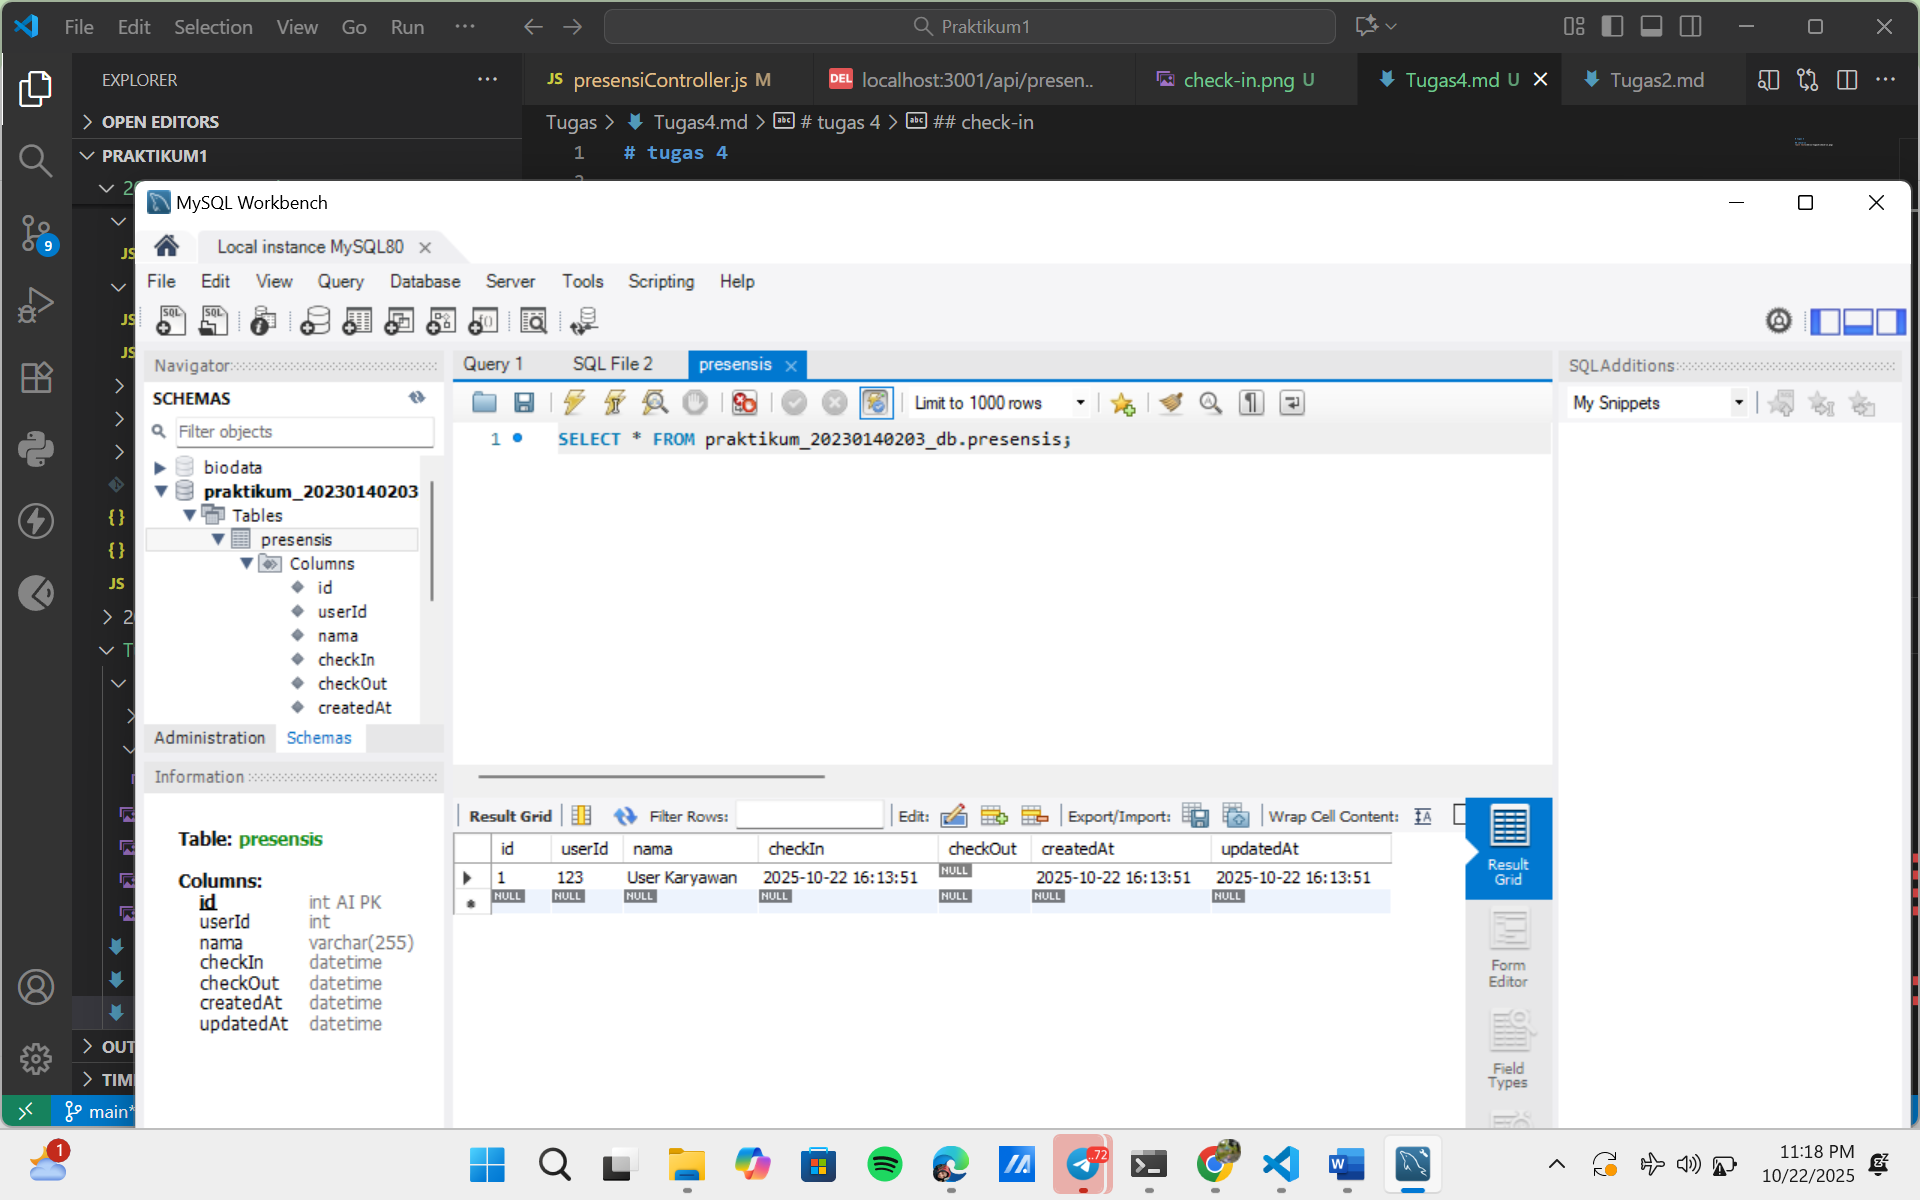 File Edit Selection View Go Run ··· Praktikum1
EXPLORER ···
JS presensiController.js M DEL localhost:3001/api/presen.. check-in.png U Tugas4.md U Tugas2.md
OPEN EDITORS
Tugas > Tugas4.md > # tugas 4 > ## check-in
PRAKTIKUM1
1 # tugas 4
MySQL Workbench
Local instance MySQL80
File Edit View Query Database Server Tools Scripting Help
Navigator
Query 1 SQL File 2 presensis
SQLAdditions
SCHEMAS
Limit to 1000 rows
My Snippets
Filter objects
1 SELECT * FROM praktikum_20230140203_db.presensis;
biodata
praktikum_20230140203
Tables
presensis
Columns
id
userId
nama
checkIn
checkOut
createdAt
Administration Schemas
Information
Table: presensis
Columns:
id int AI PK
userId int
nama varchar(255)
checkIn datetime
checkOut datetime
createdAt datetime
updatedAt datetime
Result Grid Filter Rows: Edit: Export/Import: Wrap Cell Content:
id userId nama checkIn checkOut createdAt updatedAt
1 123 User Karyawan 2025-10-22 16:13:51 NULL 2025-10-22 16:13:51 2025-10-22 16:13:51
NULL NULL NULL NULL NULL NULL NULL
Result Grid
Form Editor
Field Types
9
JS
JS
JS
{}
{}
JS
OUT
TIM
main*
1
..72
11:18 PM
10/22/2025